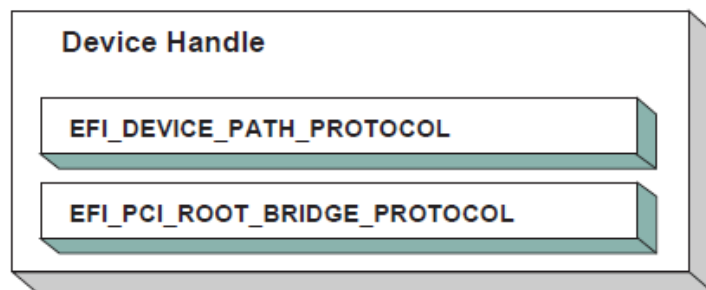 Device Handle
EFI_DEVICE_PATH_PROTOCOL
EFI_PCI_ROOT_BRIDGE_PROTOCOL